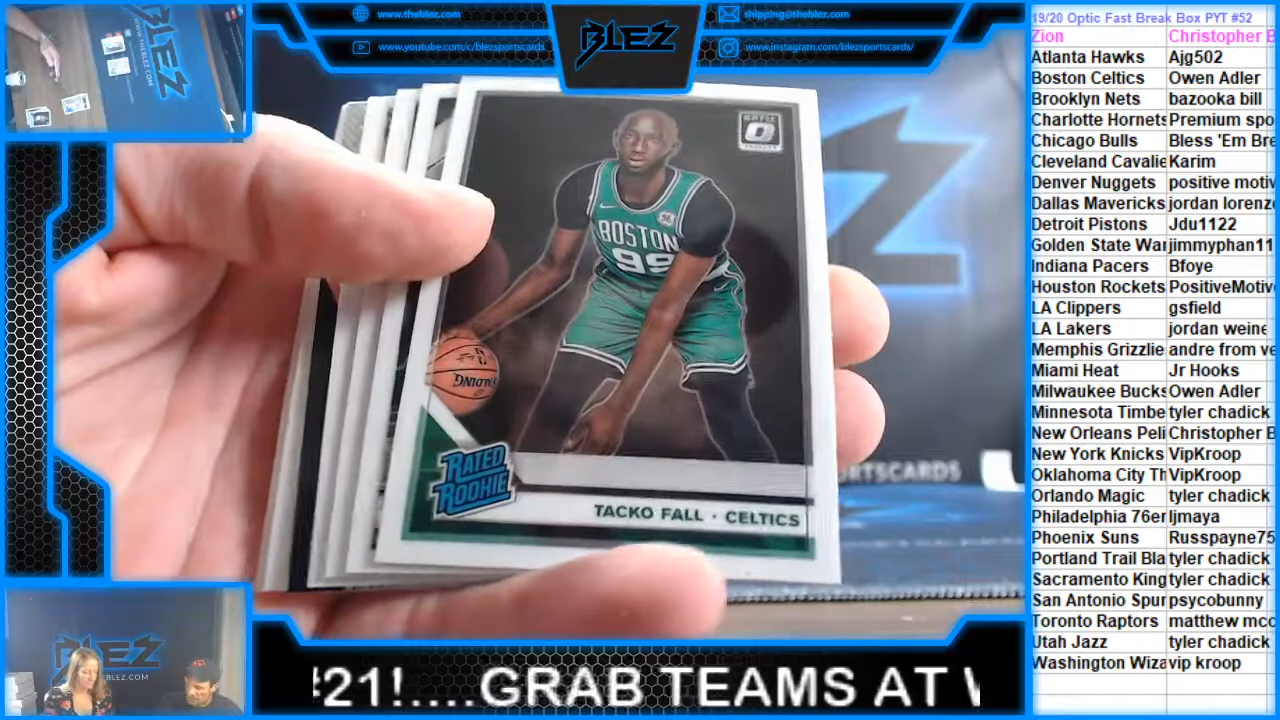 www.theblez.com
shipping@theblez.com
www.youtube.com/c/blezsportscards
www.instagram.com/blezsportscards/
BLEZ
19/20 Optic Fast Break Box PYT #52
Zion Christopher B
Atlanta Hawks Ajg502
Boston Celtics Owen Adler
Brooklyn Nets bazooka bill
Charlotte Hornets Premium spo
Chicago Bulls Bless 'Em Bre
Cleveland Cavalie Karim
Denver Nuggets positive motiv
Dallas Mavericks jordan lorenz
Detroit Pistons Jdu1122
Golden State War jimmyphan11
Indiana Pacers Bfoye
Houston Rockets PositiveMotiv
LA Clippers gsfield
LA Lakers jordan weine
Memphis Grizzlie andre from ve
Miami Heat Jr Hooks
Milwaukee Bucks Owen Adler
Minnesota Timbe tyler chadick
New Orleans Peli Christopher B
New York Knicks VipKroop
Oklahoma City Th VipKroop
Orlando Magic tyler chadick
Philadelphia 76er ljmaya
Phoenix Suns Russpayne75
Portland Trail Bla tyler chadick
Sacramento King tyler chadick
San Antonio Spur psycobunny
Toronto Raptors matthew mcc
Utah Jazz tyler chadick
Washington Wiza vip kroop
BOSTON
99
SPALDING
RATED
ROOKIE
TACKO FALL · CELTICS
ORTSCARDS
BLEZ
THEBLEZ.COM
BLEZ
#21!....GRAB TEAMS AT